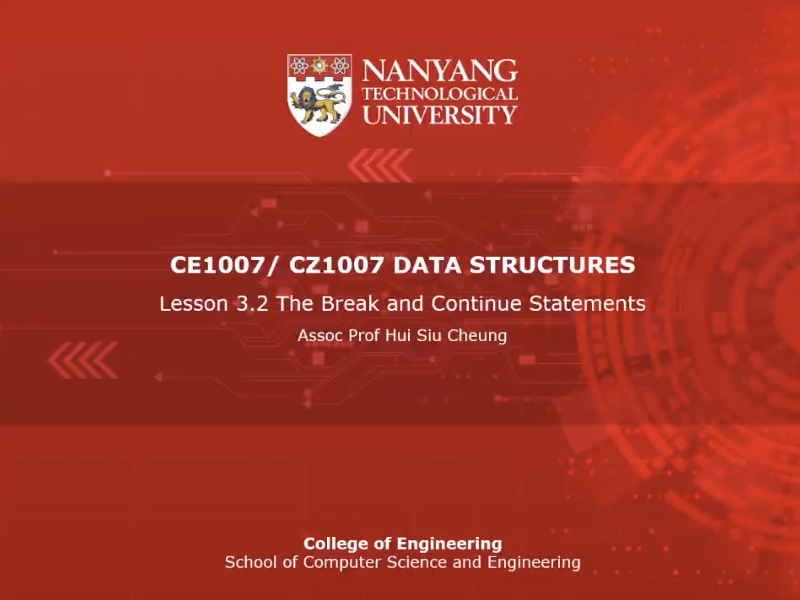 NANYANG
TECHNOLOGICAL
UNIVERSITY
CE1007/ CZ1007 DATA STRUCTURES
Lesson 3.2 The Break and Continue Statements
Assoc Prof Hui Siu Cheung
College of Engineering
School of Computer Science and Engineering